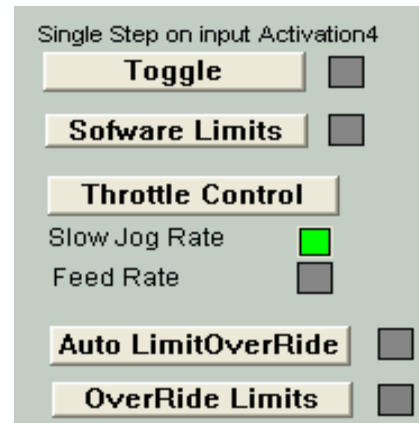 Single Step on input Activation4
Toggle
Sofware Limits
Throttle Control
Slow Jog Rate
Feed Rate
Auto LimitOverRide
OverRide Limits